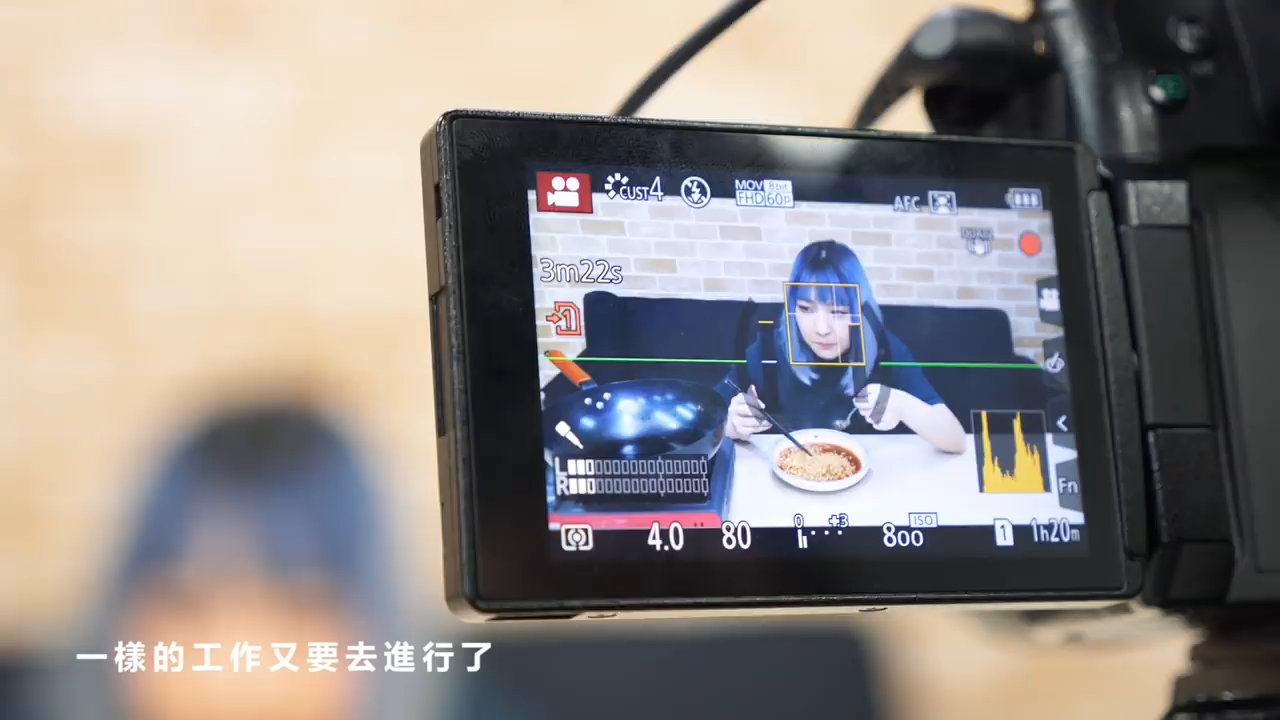 CUST4
MOV 8bit
FHD 60p
AFC
3m22s
L
R
Fn
4.0 80 0 +3 ISO 800 1 1h20m
一樣的工作又要去進行了